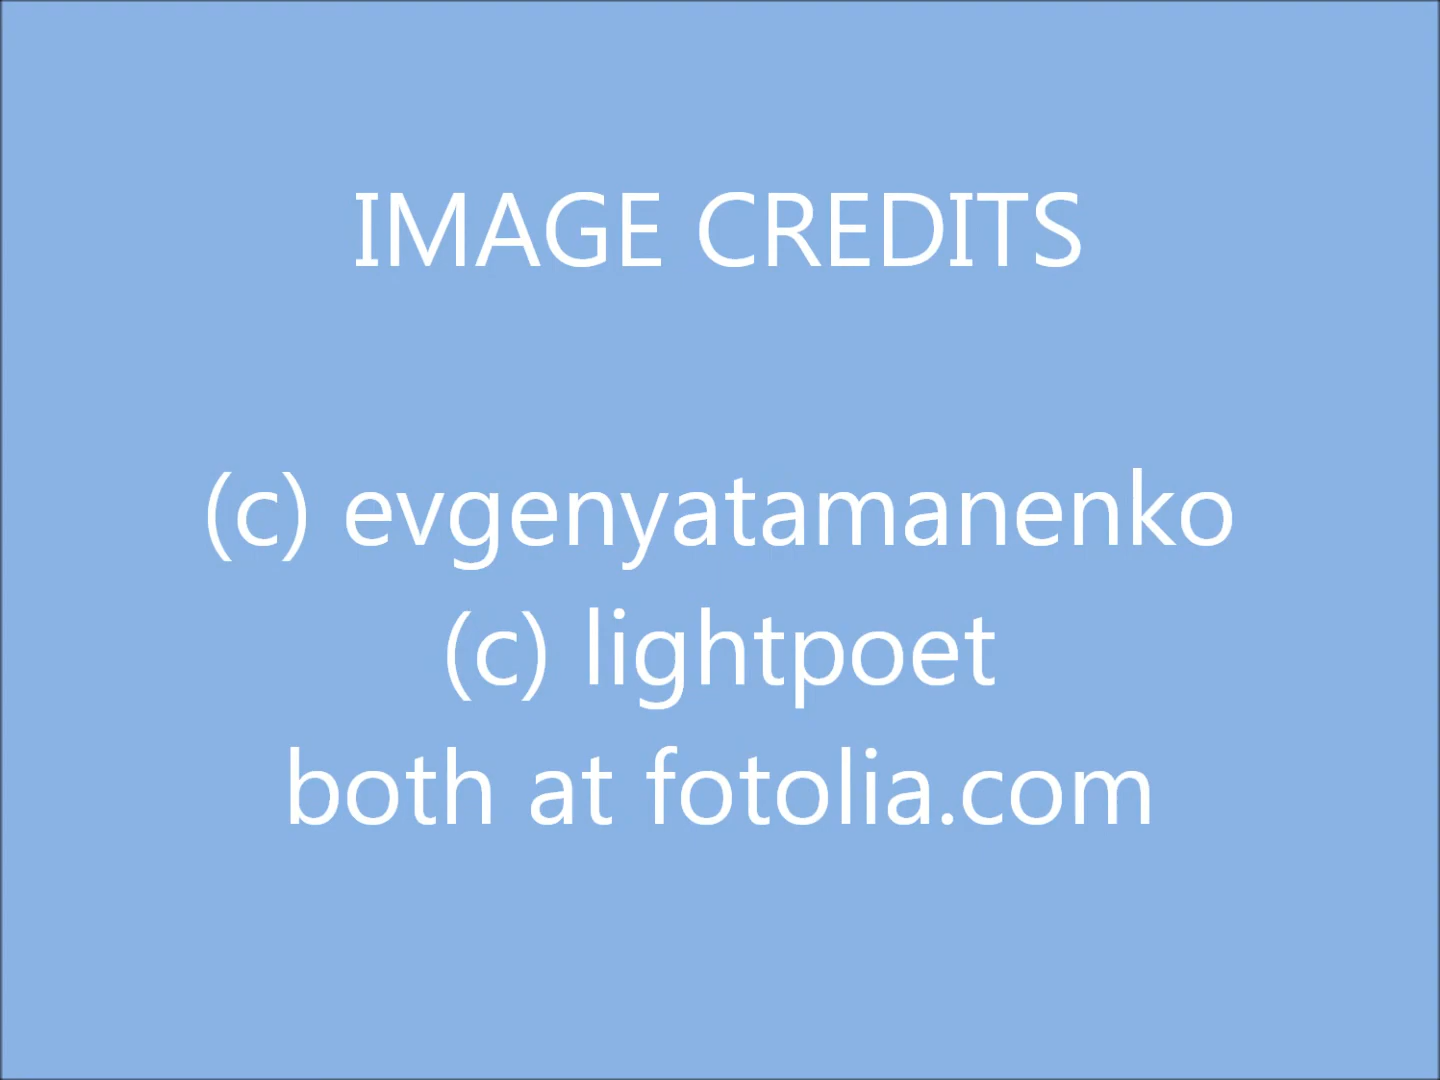 IMAGE CREDITS
(c) evgenyatamanenko
(c) lightpoet
both at fotolia.com